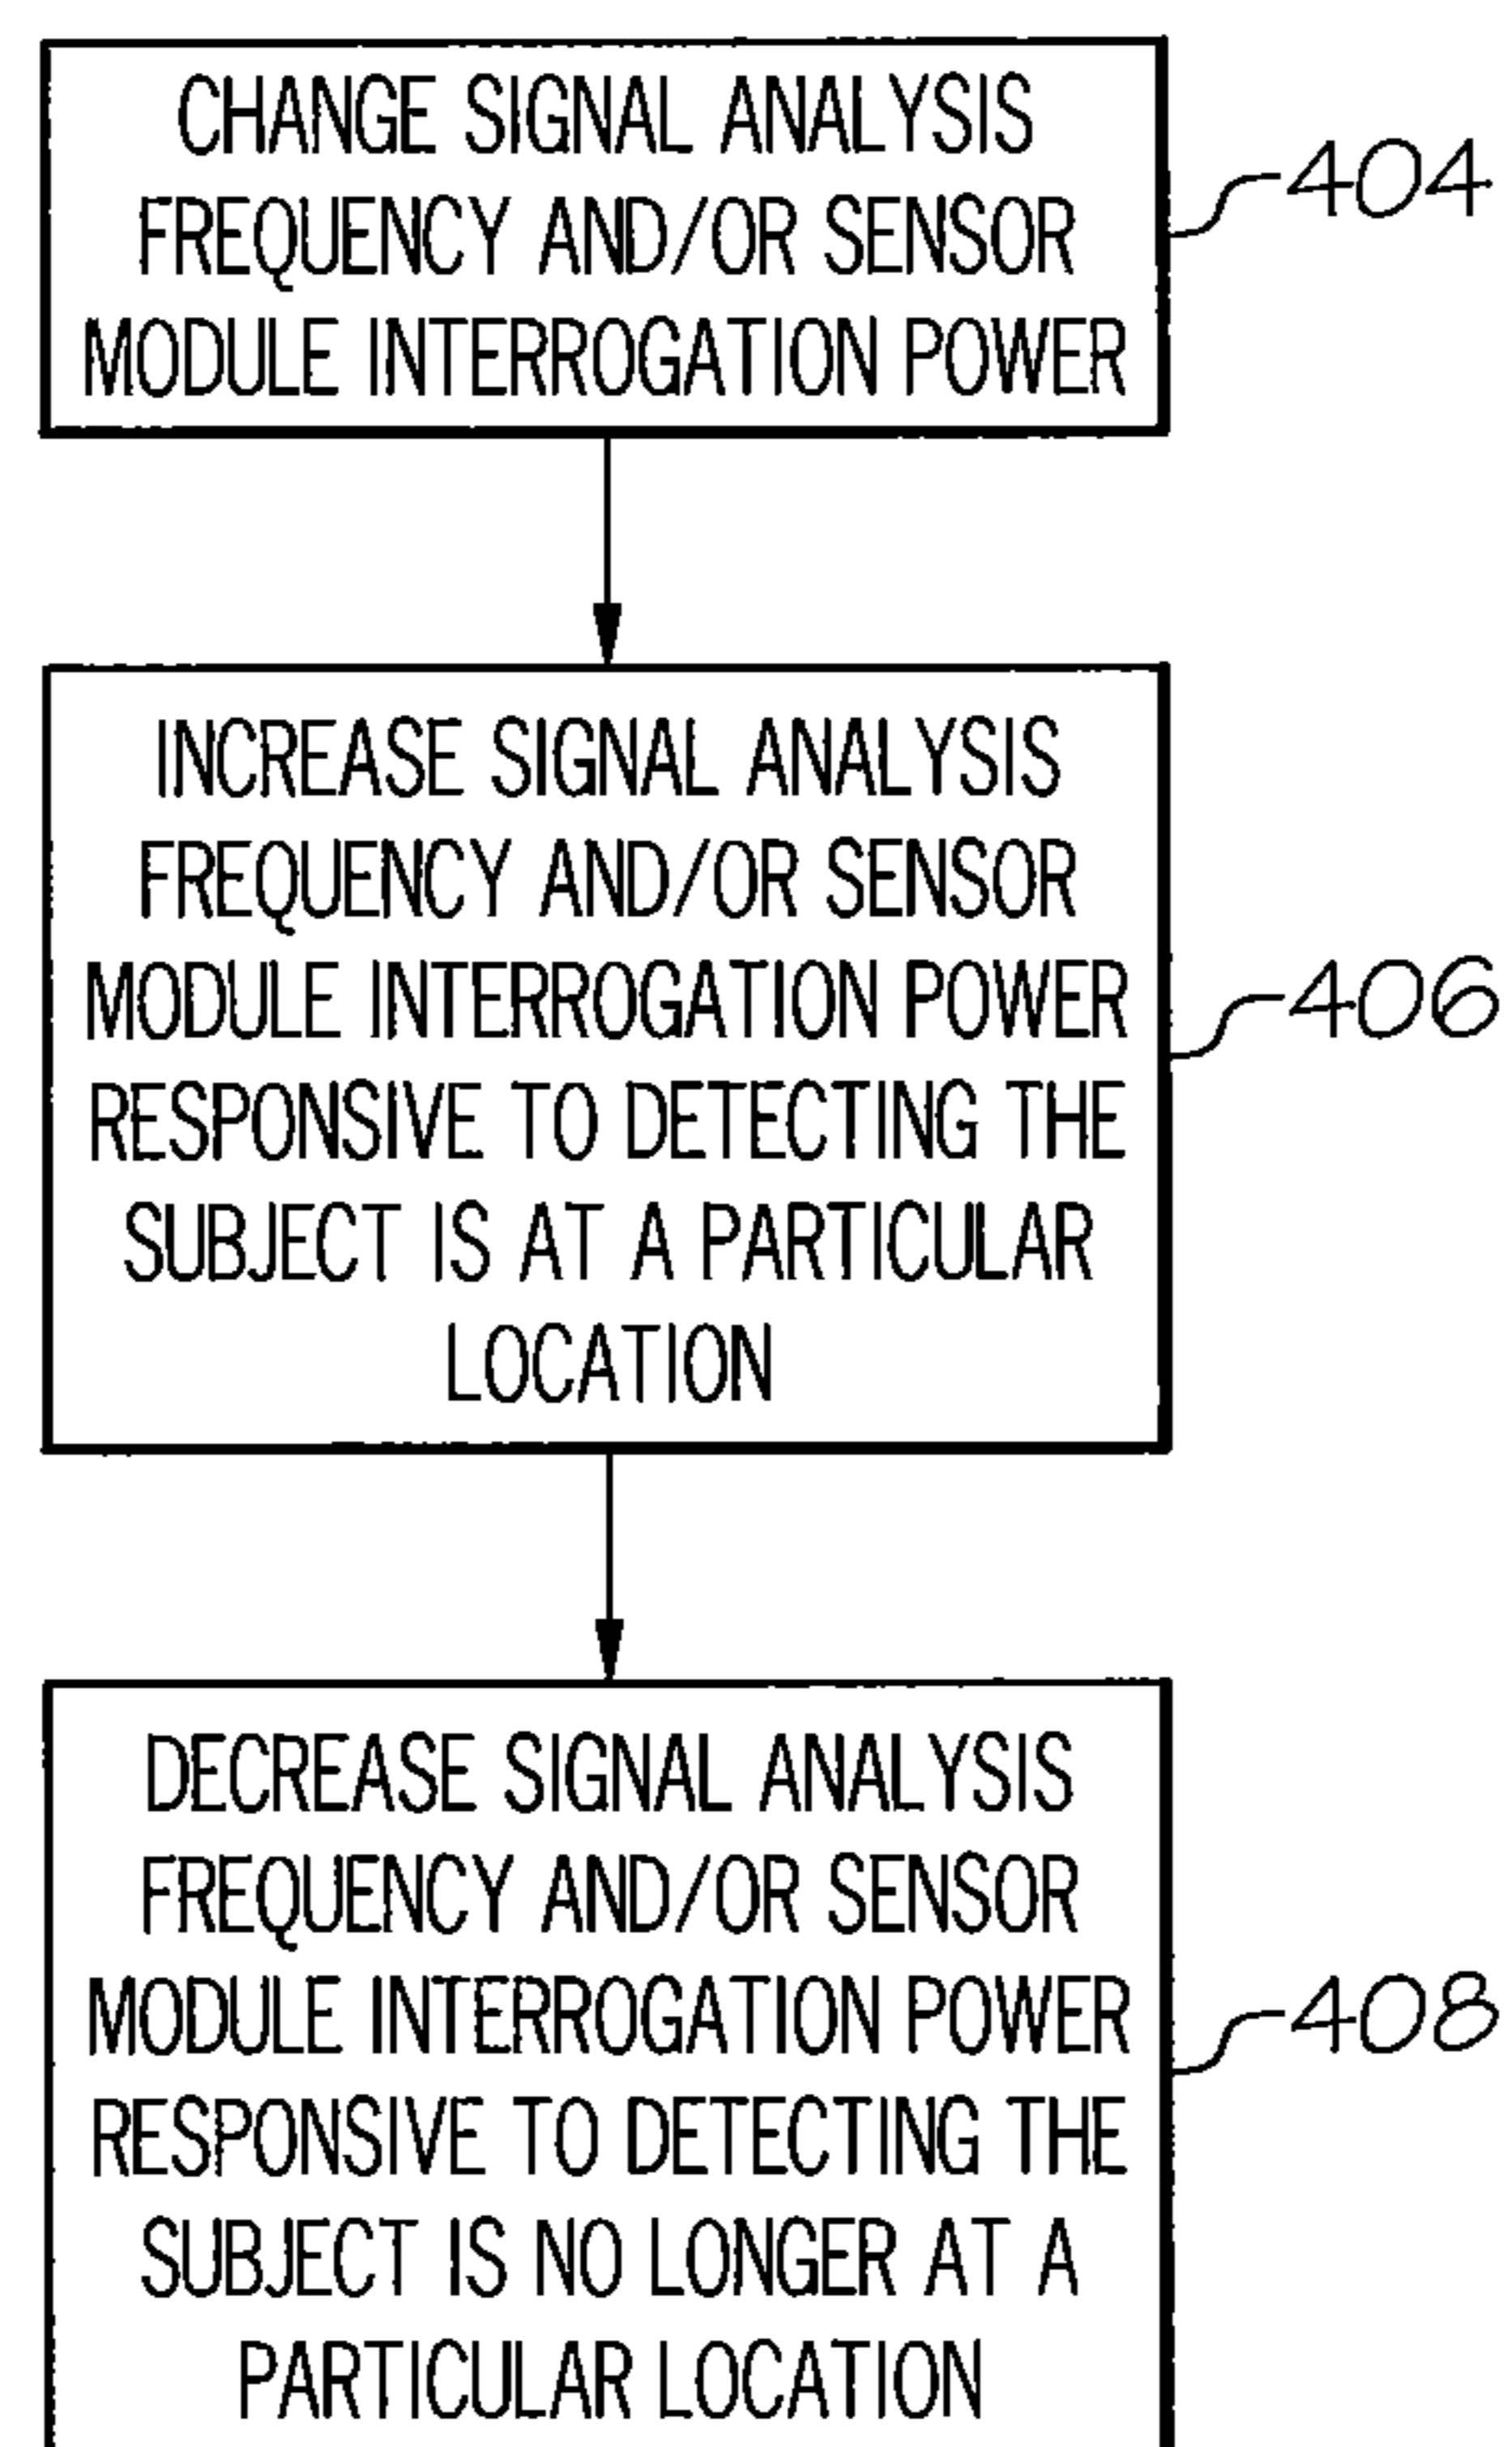 CHANGE SIGNAL ANALYSIS
FREQUENCY AND/OR SENSOR
MODULE INTERROGATION POWER
404
INCREASE SIGNAL ANALYSIS
FREQUENCY AND/OR SENSOR
MODULE INTERROGATION POWER
RESPONSIVE TO DETECTING THE
SUBJECT IS AT A PARTICULAR
LOCATION
406
DECREASE SIGNAL ANALYSIS
FREQUENCY AND/OR SENSOR
MODULE INTERROGATION POWER
RESPONSIVE TO DETECTING THE
SUBJECT IS NO LONGER AT A
PARTICULAR LOCATION
408